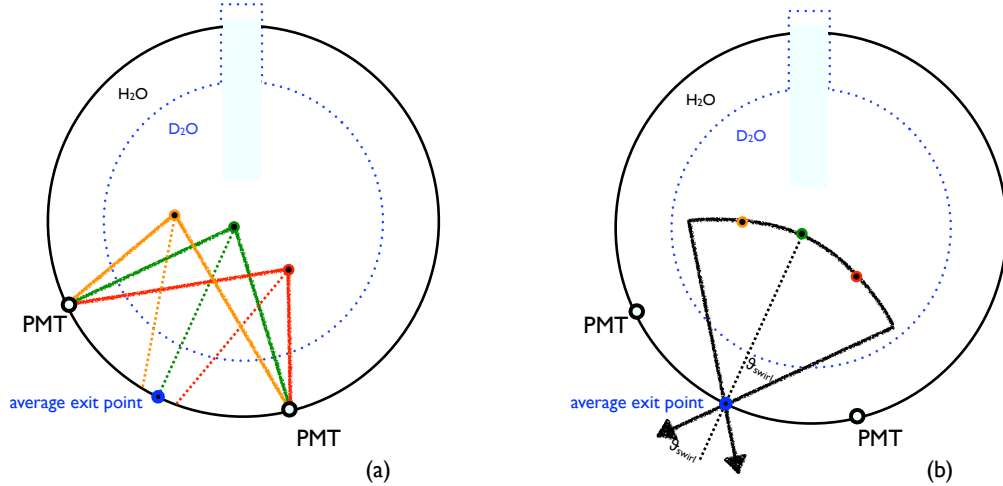 H₂O
D₂O
PMT
average exit point
PMT
(a)
H₂O
D₂O
PMT
ϑswirl
average exit point
PMT
ϑswirl
(b)